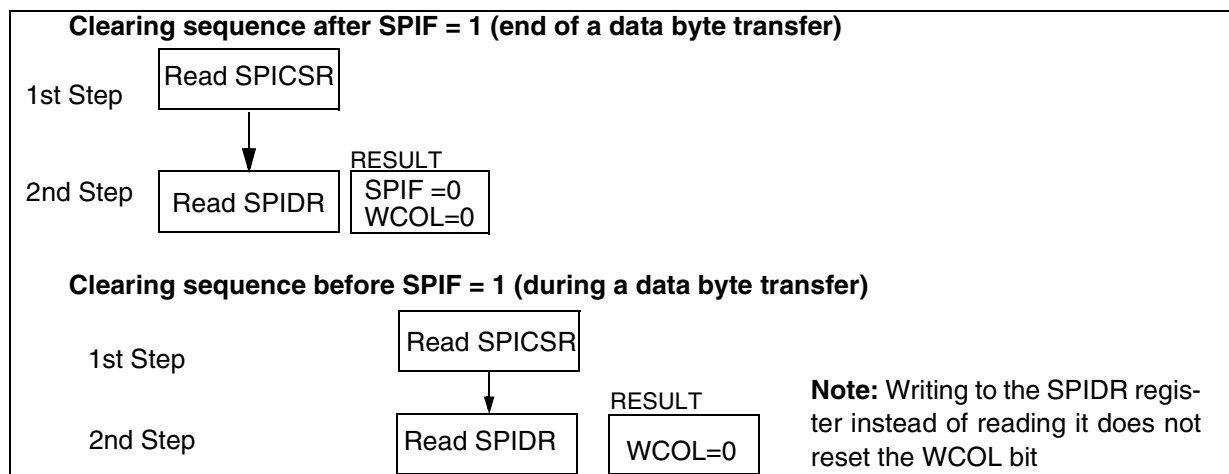 Clearing sequence after SPIF = 1 (end of a data byte transfer)
1st Step
Read SPICSR
2nd Step
Read SPIDR
RESULT
SPIF =0
WCOL=0
Clearing sequence before SPIF = 1 (during a data byte transfer)
1st Step
Read SPICSR
2nd Step
Read SPIDR
RESULT
WCOL=0
Note: Writing to the SPIDR regis-
ter instead of reading it does not
reset the WCOL bit